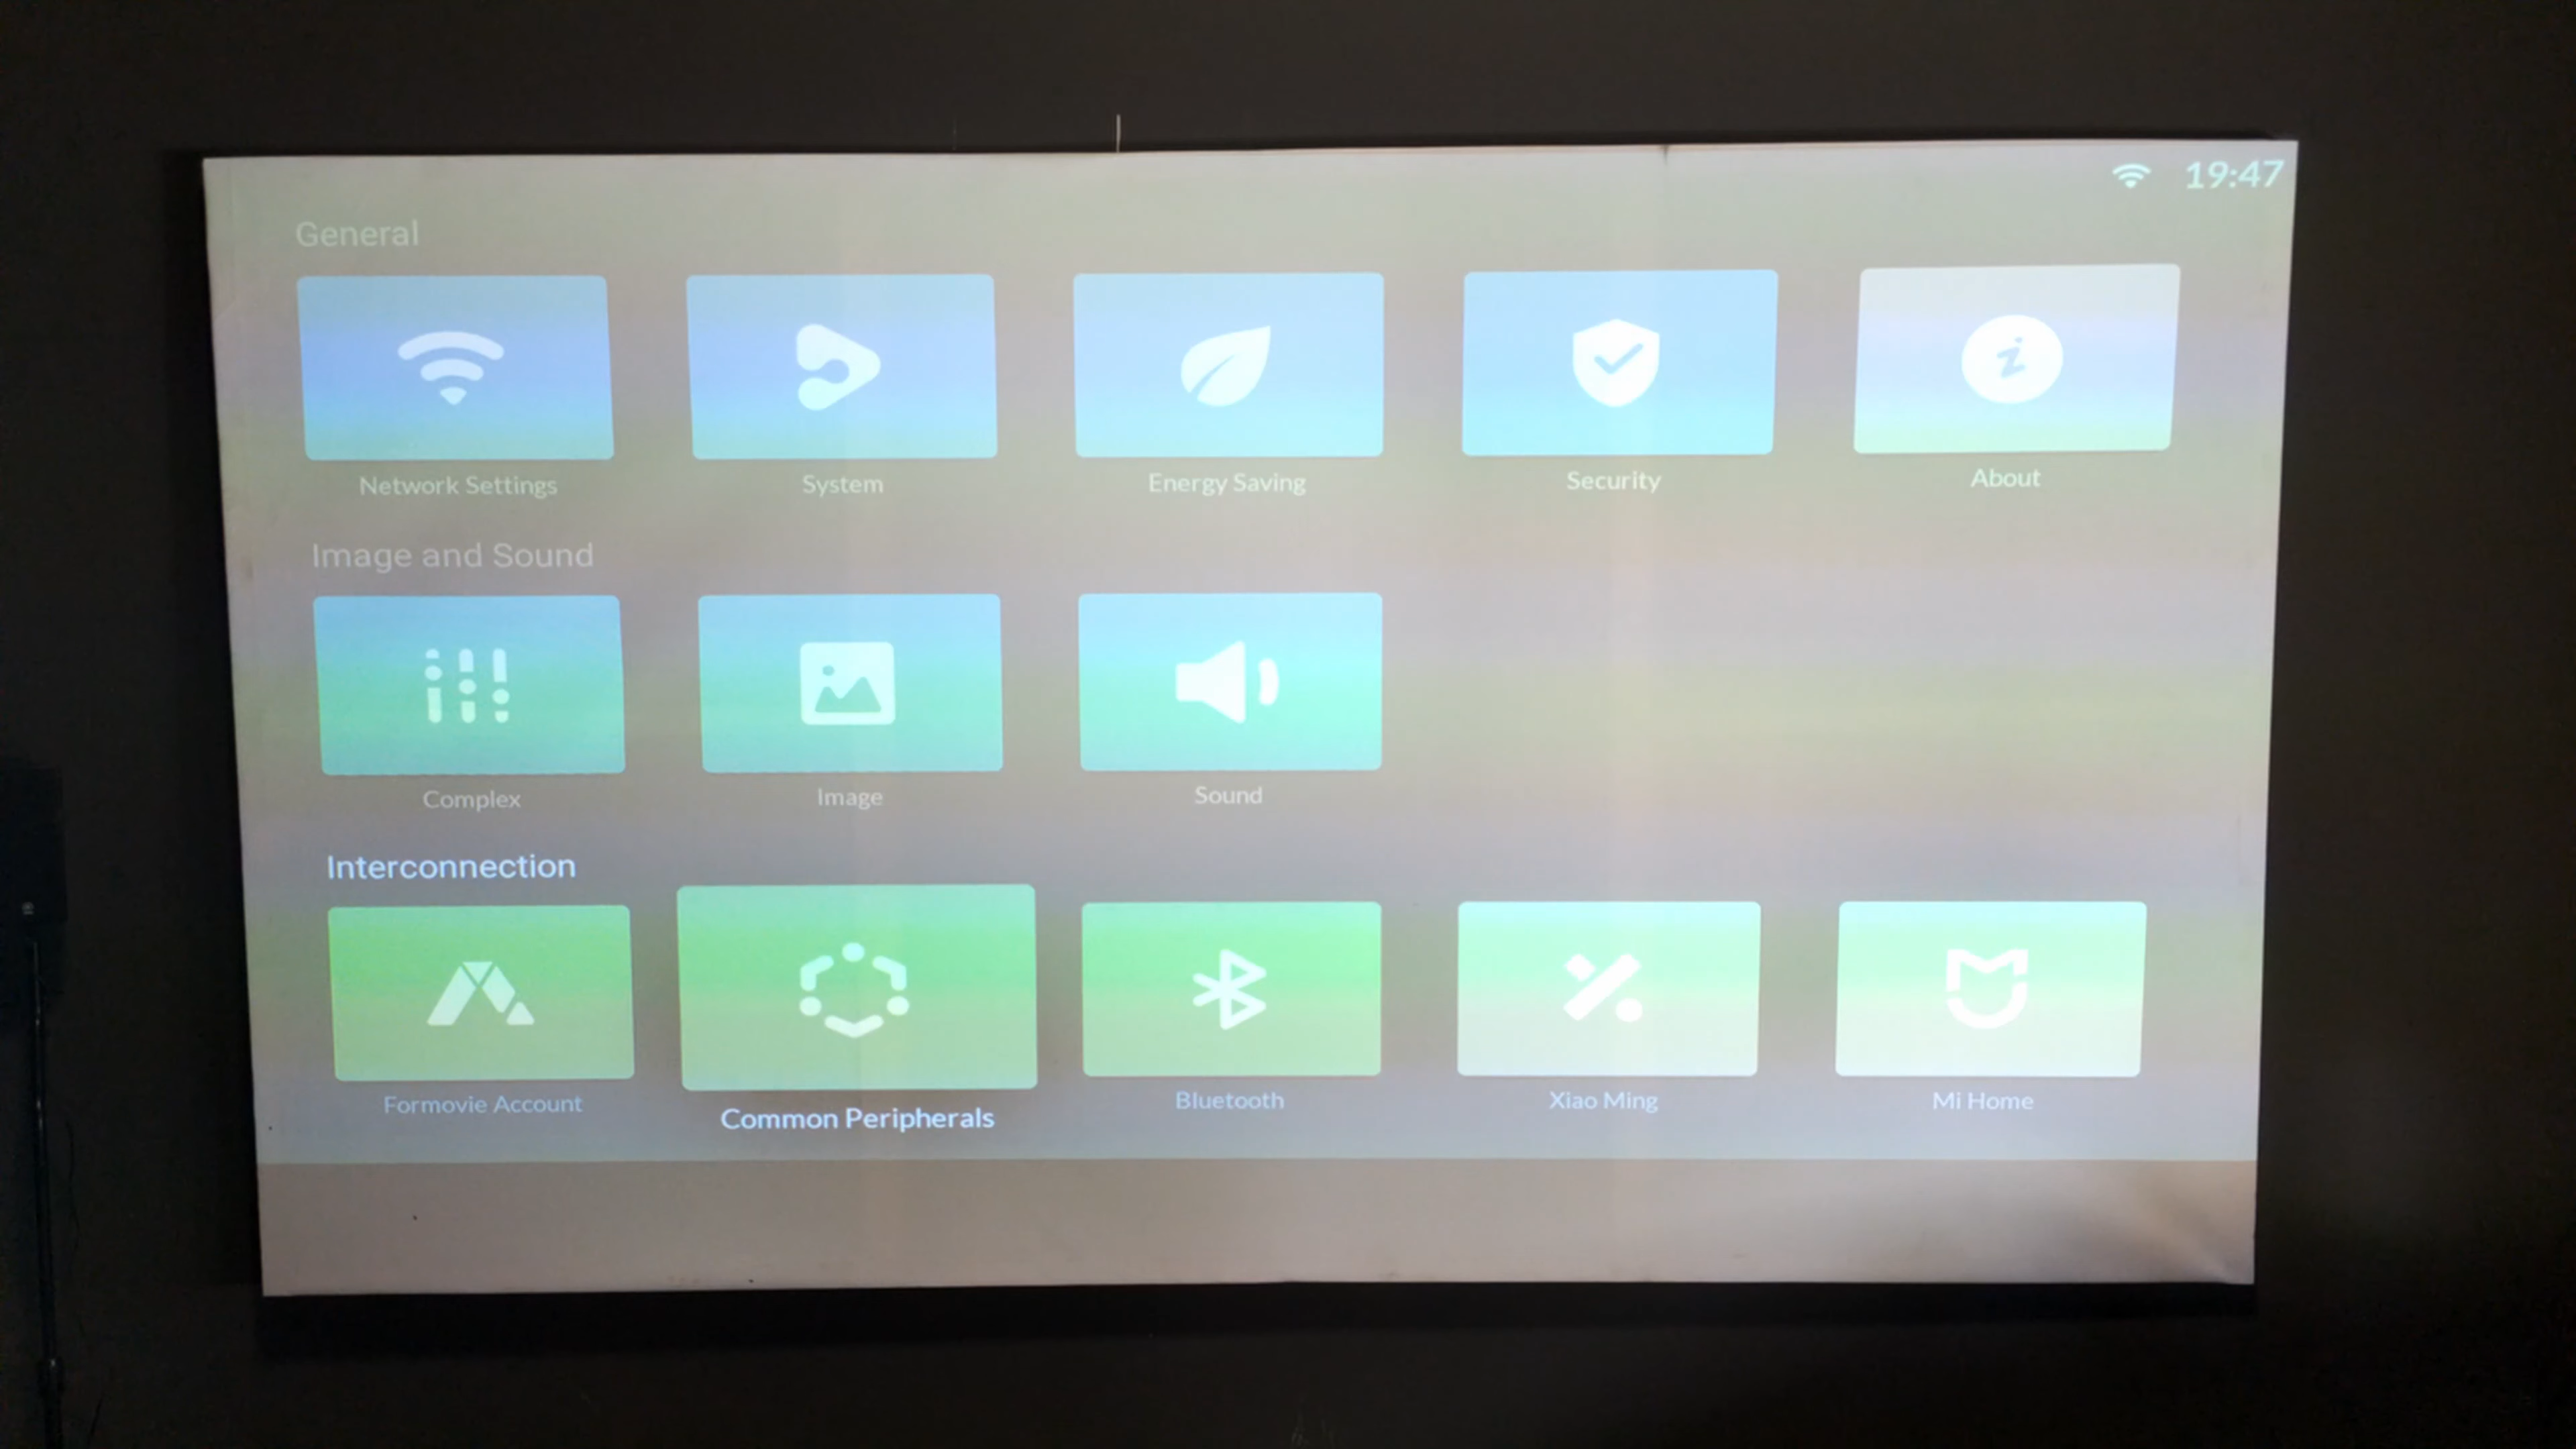 19:47
General
Network Settings
System
Energy Saving
Security
About
Image and Sound
Complex
Image
Sound
Interconnection
Formovie Account
Common Peripherals
Bluetooth
Xiao Ming
Mi Home